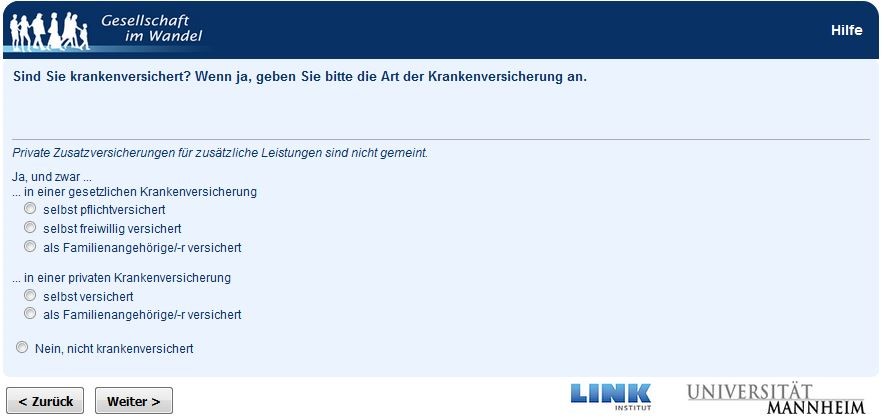 Gesellschaft
im Wandel
Hilfe
Sind Sie krankenversichert? Wenn ja, geben Sie bitte die Art der Krankenversicherung an.
Private Zusatzversicherungen für zusätzliche Leistungen sind nicht gemeint.
Ja, und zwar ...
... in einer gesetzlichen Krankenversicherung
selbst pflichtversichert
selbst freiwillig versichert
als Familienangehörige/-r versichert
... in einer privaten Krankenversicherung
selbst versichert
als Familienangehörige/-r versichert
Nein, nicht krankenversichert
< Zurück
Weiter >
LINK
INSTITUT
UNIVERSITÄT
MANNHEIM